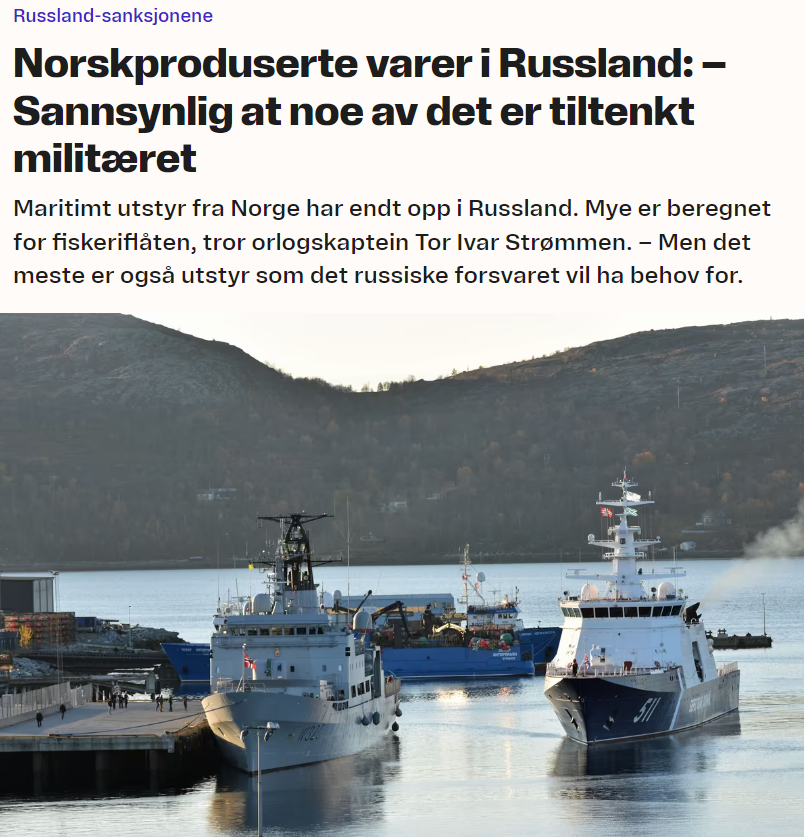 Russland-sanksjonene
Norskproduserte varer i Russland: –
Sannsynlig at noe av det er tiltenkt
militæret
Maritimt utstyr fra Norge har endt opp i Russland. Mye er beregnet
for fiskeriflåten, tror orlogskaptein Tor Ivar Strømmen. – Men det
meste er også utstyr som det russiske forsvaret vil ha behov for.
511